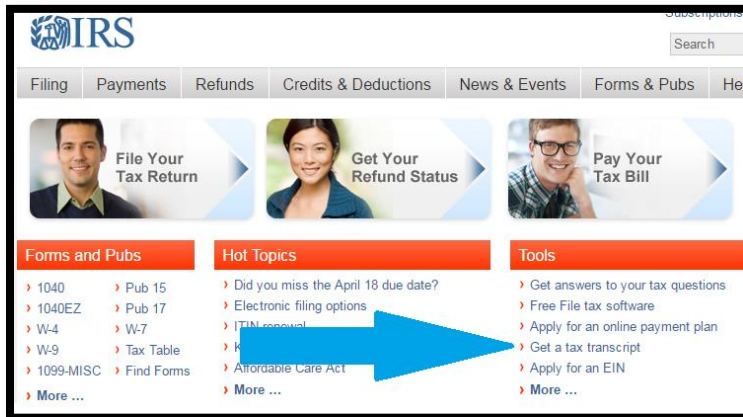 Subscriptions
IRS
Search
Filing Payments Refunds Credits & Deductions News & Events Forms & Pubs
File Your
Tax Return
Get Your
Refund Status
Pay Your
Tax Bill
Forms and Pubs
1040
1040EZ
W-4
W-9
1099-MISC
More ...
Pub 15
Pub 17
W-7
Tax Table
Find Forms
Hot Topics
Did you miss the April 18 due date?
Electronic filing options
ITIN renewal
Affordable Care Act
More ...
Tools
Get answers to your tax questions
Free File tax software
Apply for an online payment plan
Get a tax transcript
Apply for an EIN
More ...